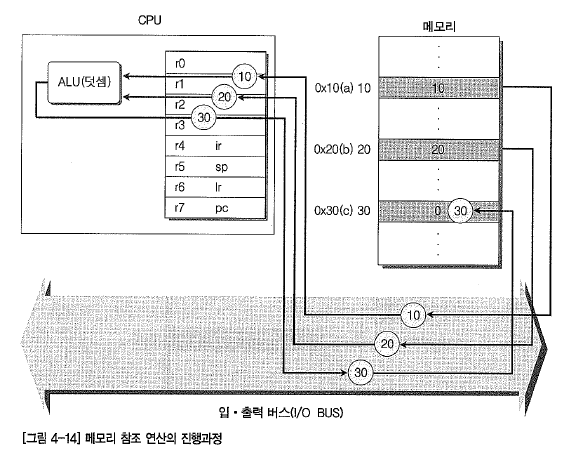 CPU
메모리
ALU(덧셈)
r0
r1
r2
r3
r4 ir
r5 sp
r6 lr
r7 pc
10
20
30
0x10(a) 10
10
0x20(b) 20
20
0x30(c) 30
0
30
10
20
30
입·출력 버스(I/O BUS)
[그림 4-14] 메모리 참조 연산의 진행과정